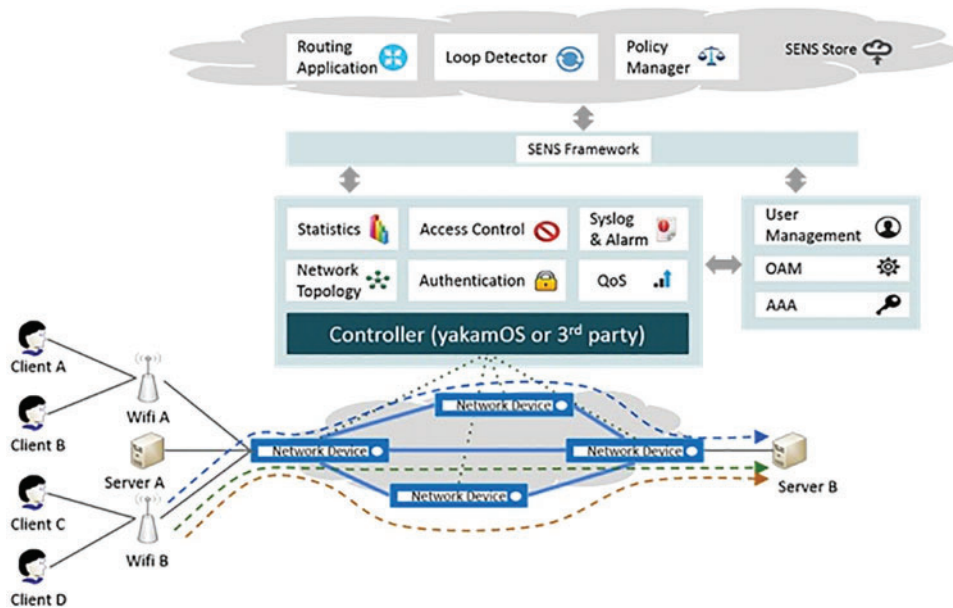 Routing
Application
Loop Detector
Policy
Manager
SENS Store
SENS Framework
Statistics
Access Control
Syslog
& Alarm
Network
Topology
Authentication
QoS
Controller (yakamOS or 3rd party)
User
Management
OAM
AAA
Client A
Client B
Wifi A
Server A
Client C
Wifi B
Client D
Network Device
Network Device
Network Device
Network Device
Server B